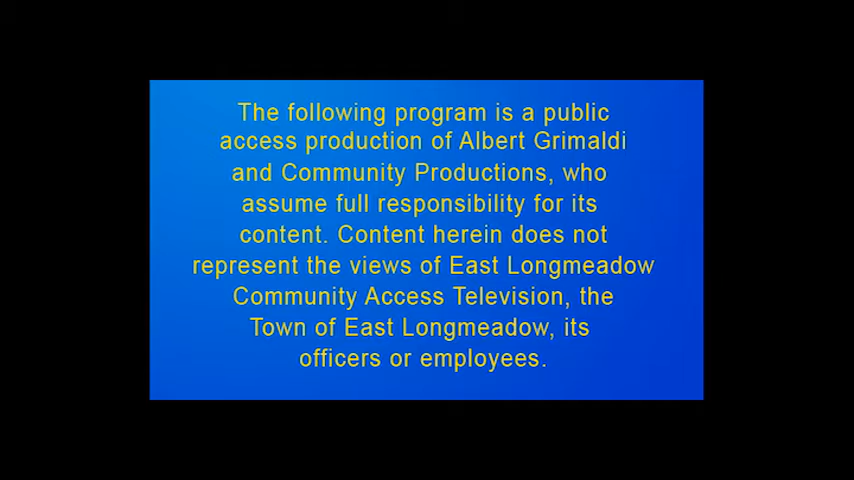 The following program is a public
access production of Albert Grimaldi
and Community Productions, who
assume full responsibility for its
content. Content herein does not
represent the views of East Longmeadow
Community Access Television, the
Town of East Longmeadow, its
officers or employees.